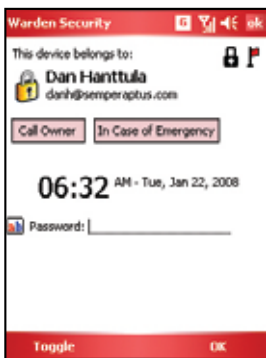 Warden Security G ok
This device belongs to:
Dan Hanttula
danh@semperaptus.com
Call Owner In Case of Emergency
06:32 AM - Tue, Jan 22, 2008
Password:
Toggle OK